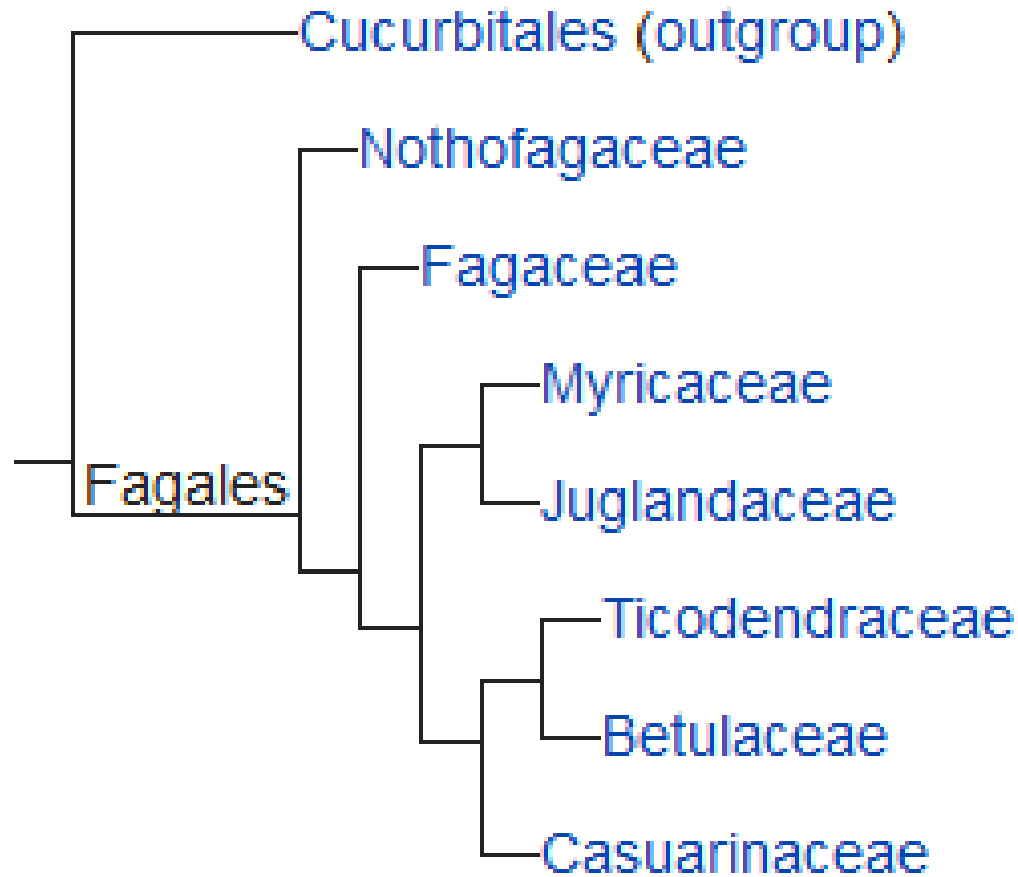 Cucurbitales (outgroup)
Nothofagaceae
Fagaceae
Myricaceae
Fagales
Juglandaceae
Ticodendraceae
Betulaceae
Casuarinaceae